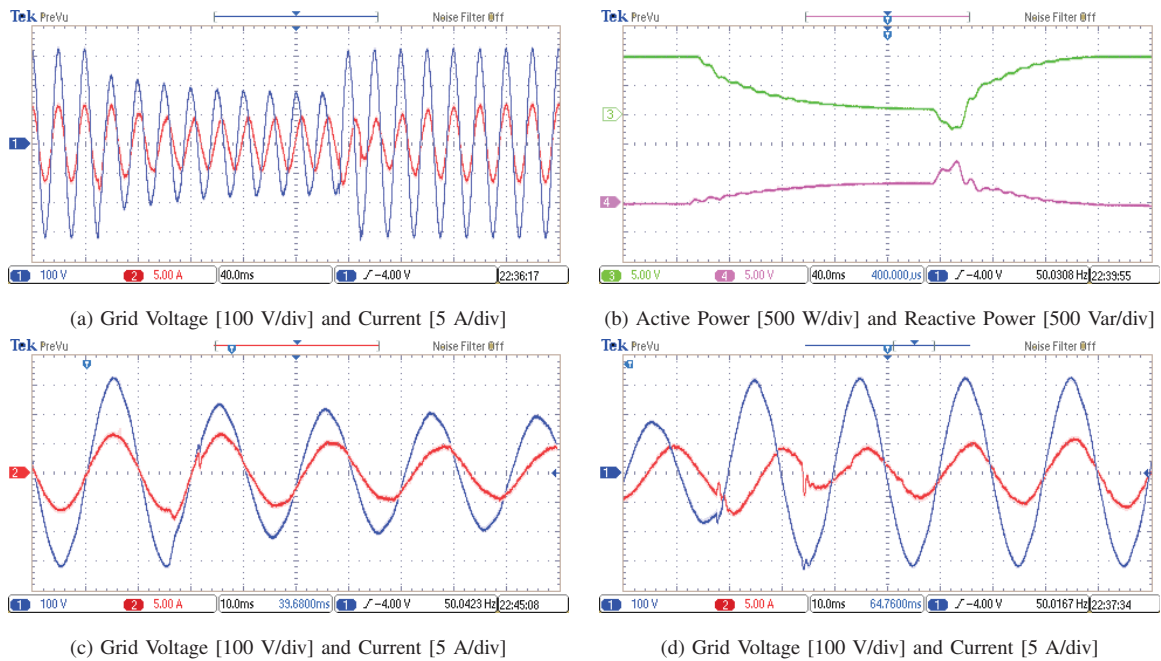 Tek PreVu Noise Filter Off
1
1 100 V 2 5.00 A 40.0ms 1 -4.00 V 22:36:17
(a) Grid Voltage [100 V/div] and Current [5 A/div]
Tek PreVu Noise Filter Off
T
T
3
4
3 5.00 V 4 5.00 V 40.0ms 400.000µs 1 -4.00 V 50.0308 Hz 22:39:55
(b) Active Power [500 W/div] and Reactive Power [500 Var/div]
Tek PreVu Noise Filter Off
T
T
2
1 100 V 2 5.00 A 10.0ms 39.6800ms 1 -4.00 V 50.0423 Hz 22:45:08
(c) Grid Voltage [100 V/div] and Current [5 A/div]
Tek PreVu Noise Filter Off
T
T
1
1 100 V 2 5.00 A 10.0ms 64.7600ms 1 -4.00 V 50.0167 Hz 22:37:34
(d) Grid Voltage [100 V/div] and Current [5 A/div]